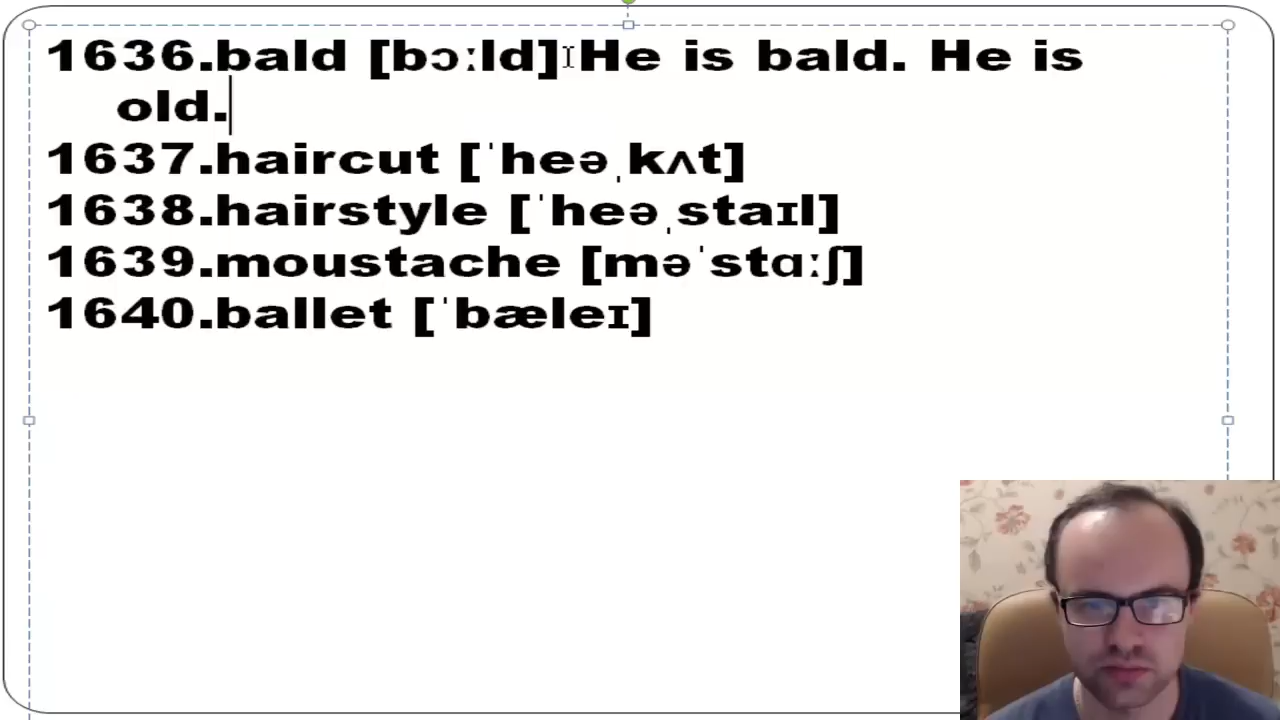 1636.bald [bɔːld] He is bald. He is
old.
1637.haircut [ˈheəˌkʌt]
1638.hairstyle [ˈheəˌstaɪl]
1639.moustache [məˈstɑːʃ]
1640.ballet [ˈbæleɪ]